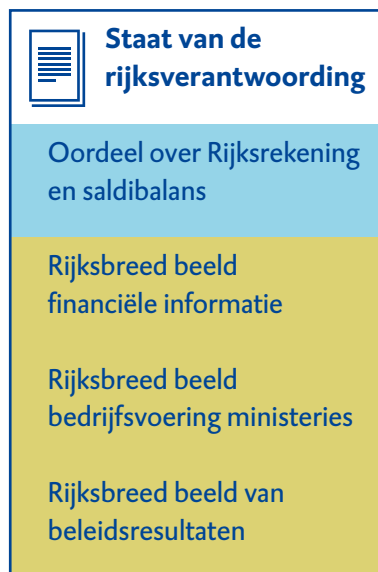 Staat van de
rijksverantwoording
Oordeel over Rijksrekening
en saldibalans
Rijksbreed beeld
financiële informatie
Rijksbreed beeld
bedrijfsvoering ministeries
Rijksbreed beeld van
beleidsresultaten